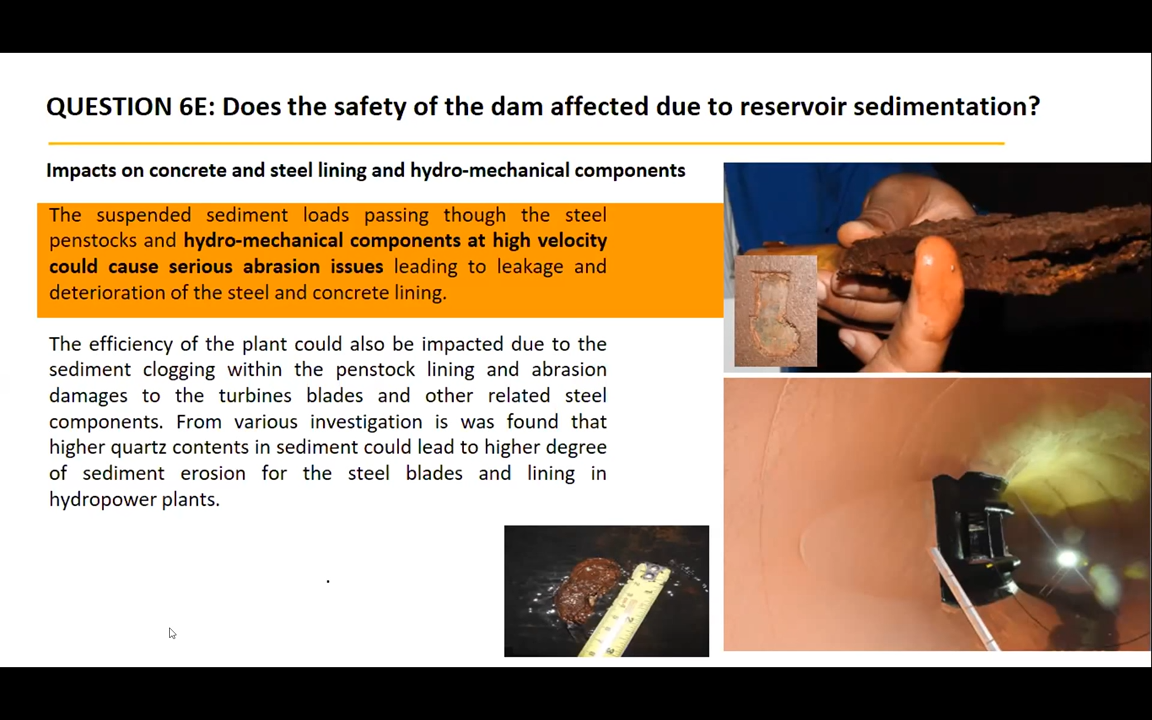 QUESTION 6E: Does the safety of the dam affected due to reservoir sedimentation?
Impacts on concrete and steel lining and hydro-mechanical components
The suspended sediment loads passing though the steel
penstocks and hydro-mechanical components at high velocity
could cause serious abrasion issues leading to leakage and
deterioration of the steel and concrete lining.
The efficiency of the plant could also be impacted due to the
sediment clogging within the penstock lining and abrasion
damages to the turbines blades and other related steel
components. From various investigation is was found that
higher quartz contents in sediment could lead to higher degree
of sediment erosion for the steel blades and lining in
hydropower plants.
.